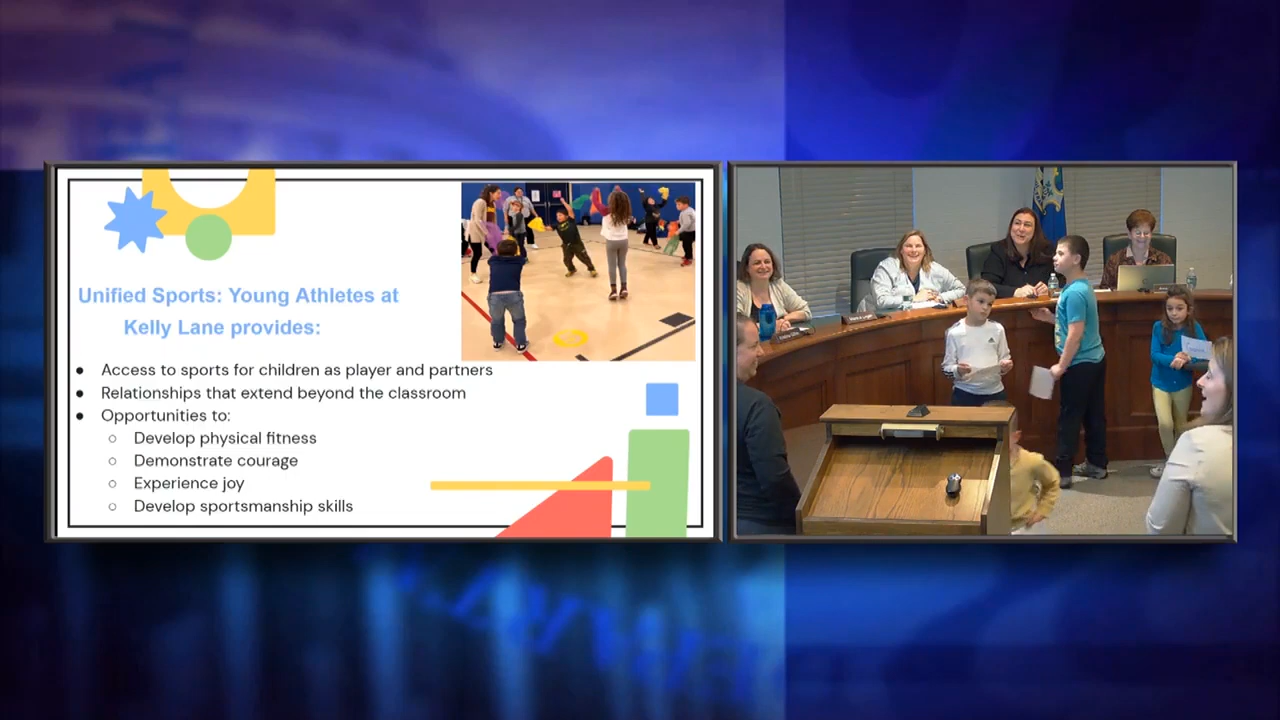 Unified Sports: Young Athletes at
Kelly Lane provides:
● Access to sports for children as player and partners
● Relationships that extend beyond the classroom
● Opportunities to:
○ Develop physical fitness
○ Demonstrate courage
○ Experience joy
○ Develop sportsmanship skills